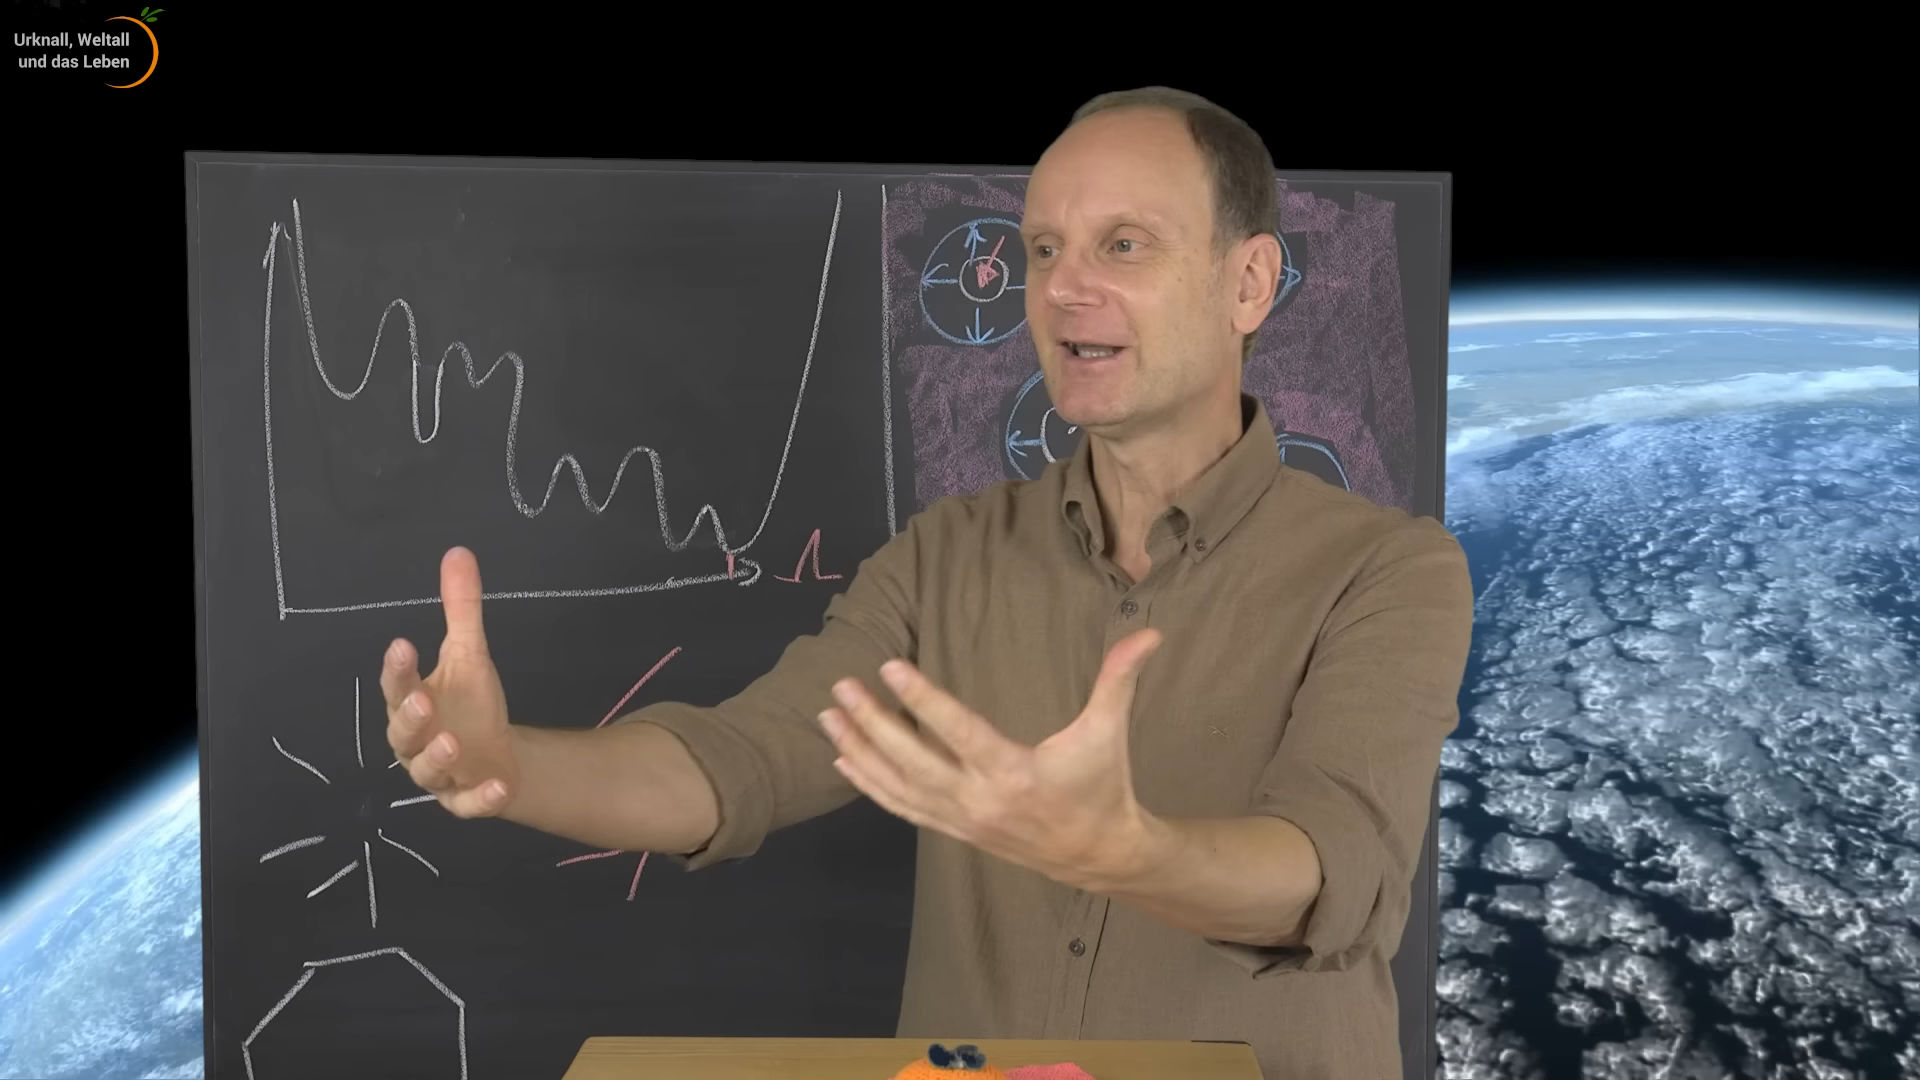 Urknall, Weltall
und das Leben
Λ